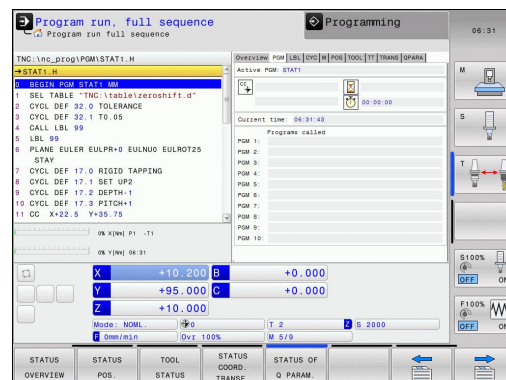 Program run, full sequence
Program run full sequence
Programming
06:31
TNC:\nc_prog\PGM\STAT1.H
→STAT1.H
0 BEGIN PGM STAT1 MM
1 SEL TABLE "TNC:\table\zeroshift.d"
2 CYCL DEF 32.0 TOLERANCE
3 CYCL DEF 32.1 T0.05
4 CALL LBL 99
5 LBL 99
6 PLANE EULER EULPR+0 EULNU0 EULROT25
STAY
7 CYCL DEF 17.0 RIGID TAPPING
8 CYCL DEF 17.1 SET UP2
9 CYCL DEF 17.2 DEPTH-1
10 CYCL DEF 17.3 PITCH+1
11 CC X+22.5 Y+35.75
0% X[Nm] P1 -T1
0% Y[Nm] 06:31
Overview PGM LBL CYC M POS TOOL TT TRANS QPARA
Active PGM: STAT1
CC
00:00:00
Current time: 06:31:43
Programs called
PGM 1:
PGM 2:
PGM 3:
PGM 4:
PGM 5:
PGM 6:
PGM 7:
PGM 8:
PGM 9:
PGM 10:
X +10.200 B +0.000
Y +95.000 C +0.000
Z +10.000
Mode: NOML. 0 T 2 Z S 2000
F 0mm/min Ovr 100% M 5/9
M
S
T
S100%
OFF ON
F100%
OFF ON
STATUS OVERVIEW
STATUS POS.
TOOL STATUS
STATUS COORD. TRANSF.
STATUS OF Q PARAM.